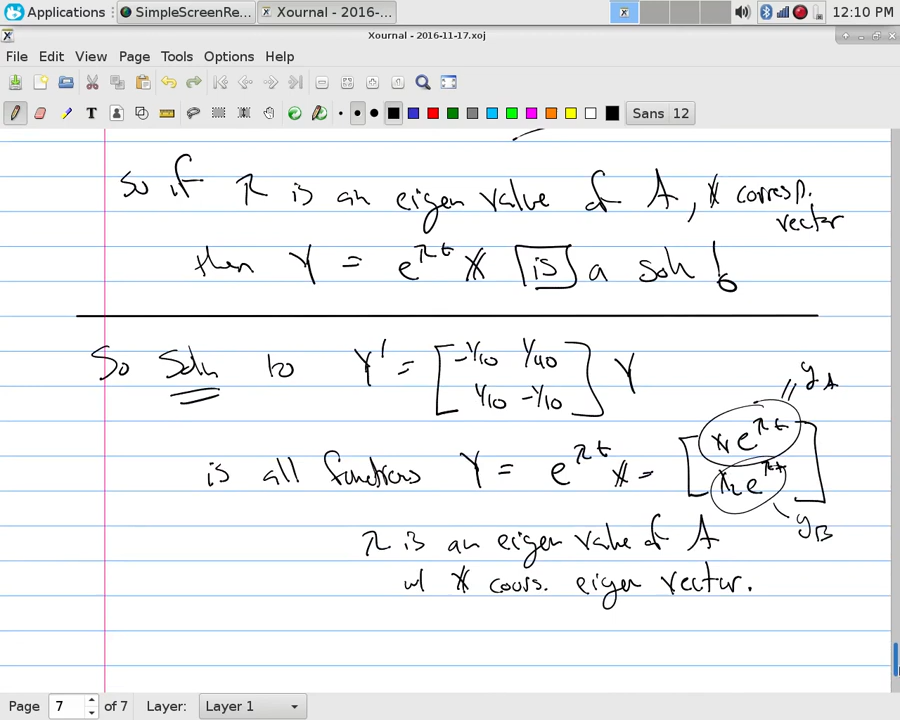 Applications SimpleScreenRe... Xournal - 2016-... 12:10 PM
Xournal - 2016-11-17.xoj
File Edit View Page Tools Options Help
T Sans 12
So if λ is an eigen value of A, X corresp.
vector
then Y = e^{λt} X is a soln!
So Soln to Y' = [-1/10 1/40
1/10 -1/10] Y
y_A
is all functions Y = e^{λt} X = [x_1 e^{λt}
x_2 e^{λt}]
y_B
λ is an eigen value of A
w/ X corrs. eigen vector.
Page 7 of 7 Layer: Layer 1